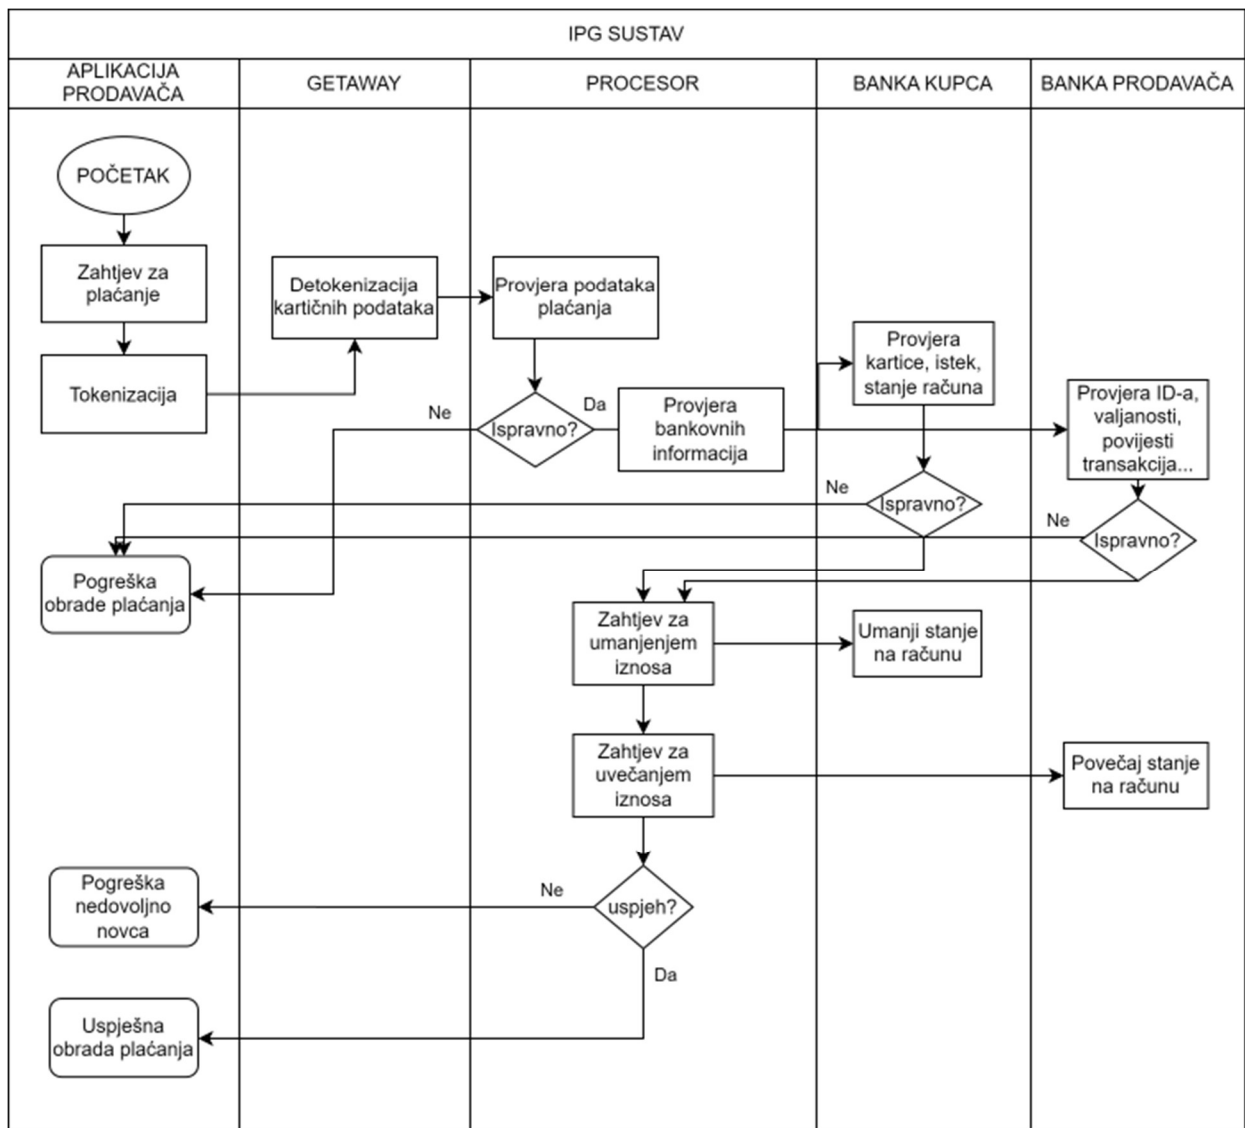 IPG SUSTAV
APLIKACIJA
PRODAVAČA
GETAWAY
PROCESOR
BANKA KUPCA
BANKA PRODAVAČA
POČETAK
Zahtjev za
plaćanje
Tokenizacija
Detokenizacija
kartičnih podataka
Provjera podataka
plaćanja
Ispravno?
Ne
Da
Provjera
bankovnih
informacija
Provjera
kartice, istek,
stanje računa
Ispravno?
Ne
Provjera ID-a,
valjanosti,
povijesti
transakcija...
Ispravno?
Ne
Pogreška
obrade plaćanja
Zahtjev za
umanjenjem
iznosa
Umanji stanje
na računu
Zahtjev za
uvečanjem
iznosa
Povečaj stanje
na računu
uspjeh?
Ne
Pogreška
nedovoljno
novca
Da
Uspješna
obrada plaćanja